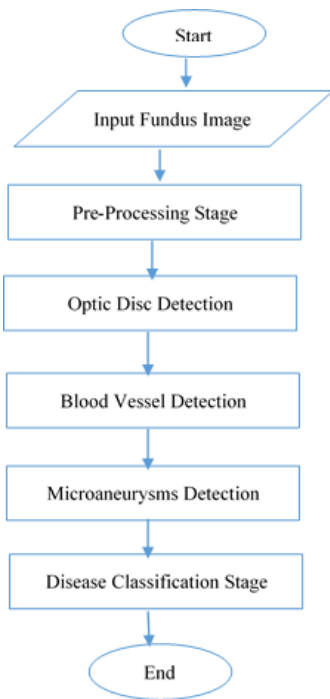 Start
Input Fundus Image
Pre-Processing Stage
Optic Disc Detection
Blood Vessel Detection
Microaneurysms Detection
Disease Classification Stage
End